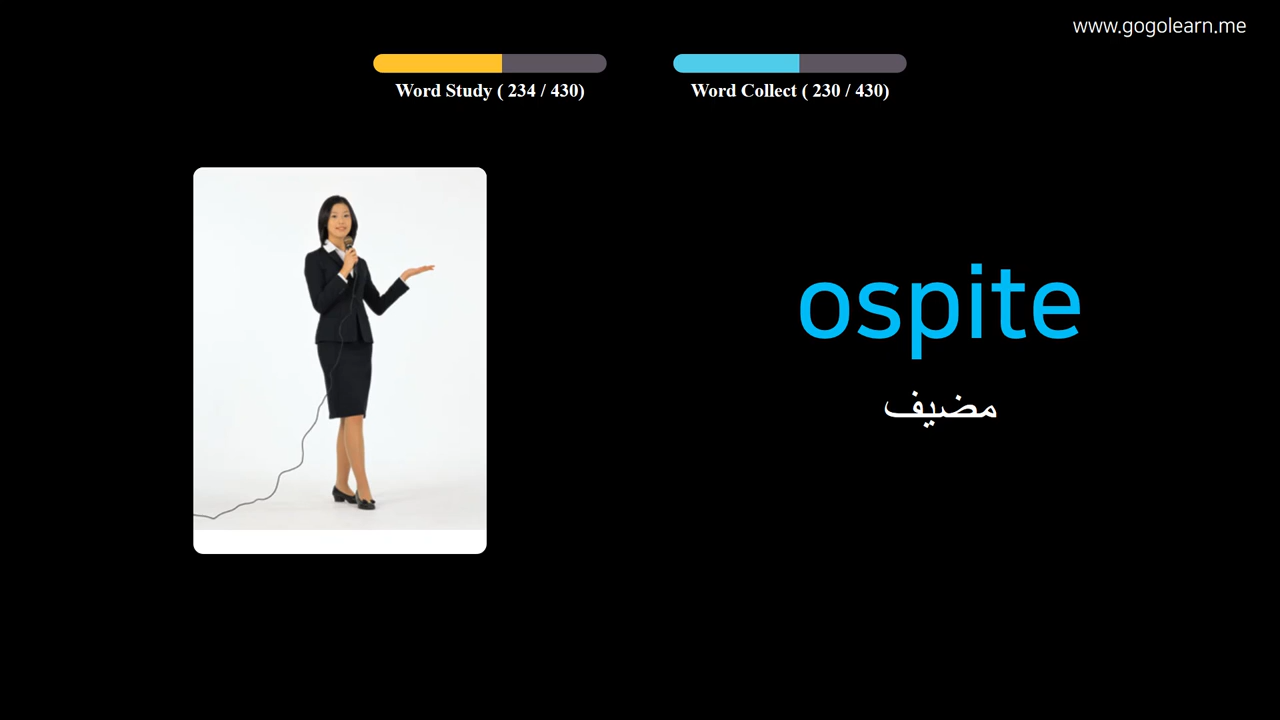 www.gogolearn.me
Word Study ( 234 / 430)
Word Collect ( 230 / 430)
ospite
مضيف